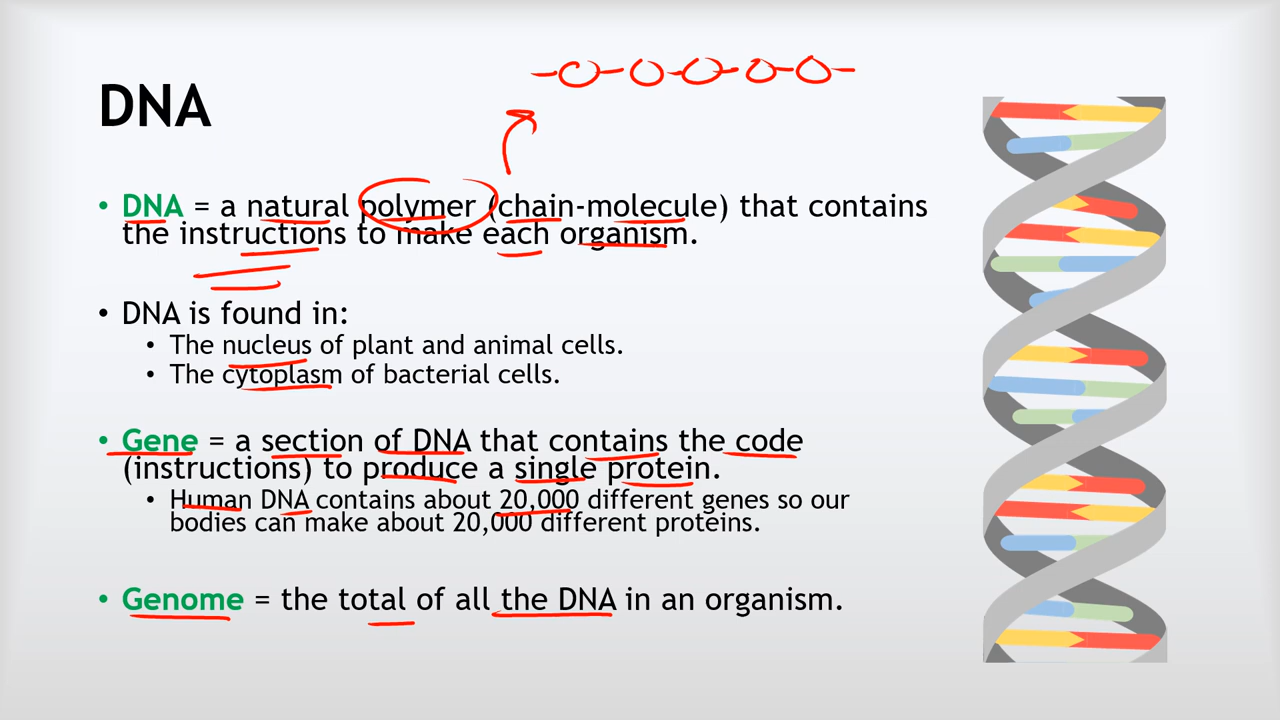 DNA
• DNA = a natural polymer (chain-molecule) that contains
the instructions to make each organism.
• DNA is found in:
• The nucleus of plant and animal cells.
• The cytoplasm of bacterial cells.
• Gene = a section of DNA that contains the code
(instructions) to produce a single protein.
• Human DNA contains about 20,000 different genes so our
bodies can make about 20,000 different proteins.
• Genome = the total of all the DNA in an organism.